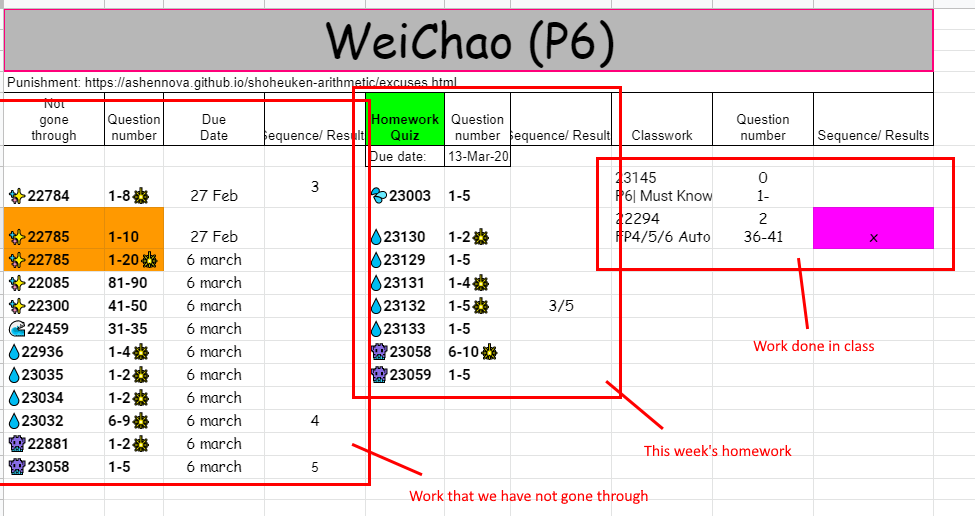 WeiChao (P6)
Punishment: https://ashennova.github.io/shoheuken-arithmetic/excuses.html
Not gone through Question number Due Date Sequence/ Result Homework Quiz Question number Sequence/ Result Classwork Question number Sequence/ Results
Due date: 13-Mar-20
22784 1-8 27 Feb 3 23003 1-5 23145 P6| Must Know 0 1-
22785 1-10 27 Feb 23130 1-2 22294 FP4/5/6 Auto 2 36-41 x
22785 1-20 6 march 23129 1-5
22085 81-90 6 march 23131 1-4
22300 41-50 6 march 23132 1-5 3/5
22459 31-35 6 march 23133 1-5
22936 1-4 6 march 23058 6-10
23035 1-2 6 march 23059 1-5
23034 1-2 6 march
23032 6-9 6 march 4
22881 1-2 6 march
23058 1-5 6 march 5
Work done in class
This week's homework
Work that we have not gone through